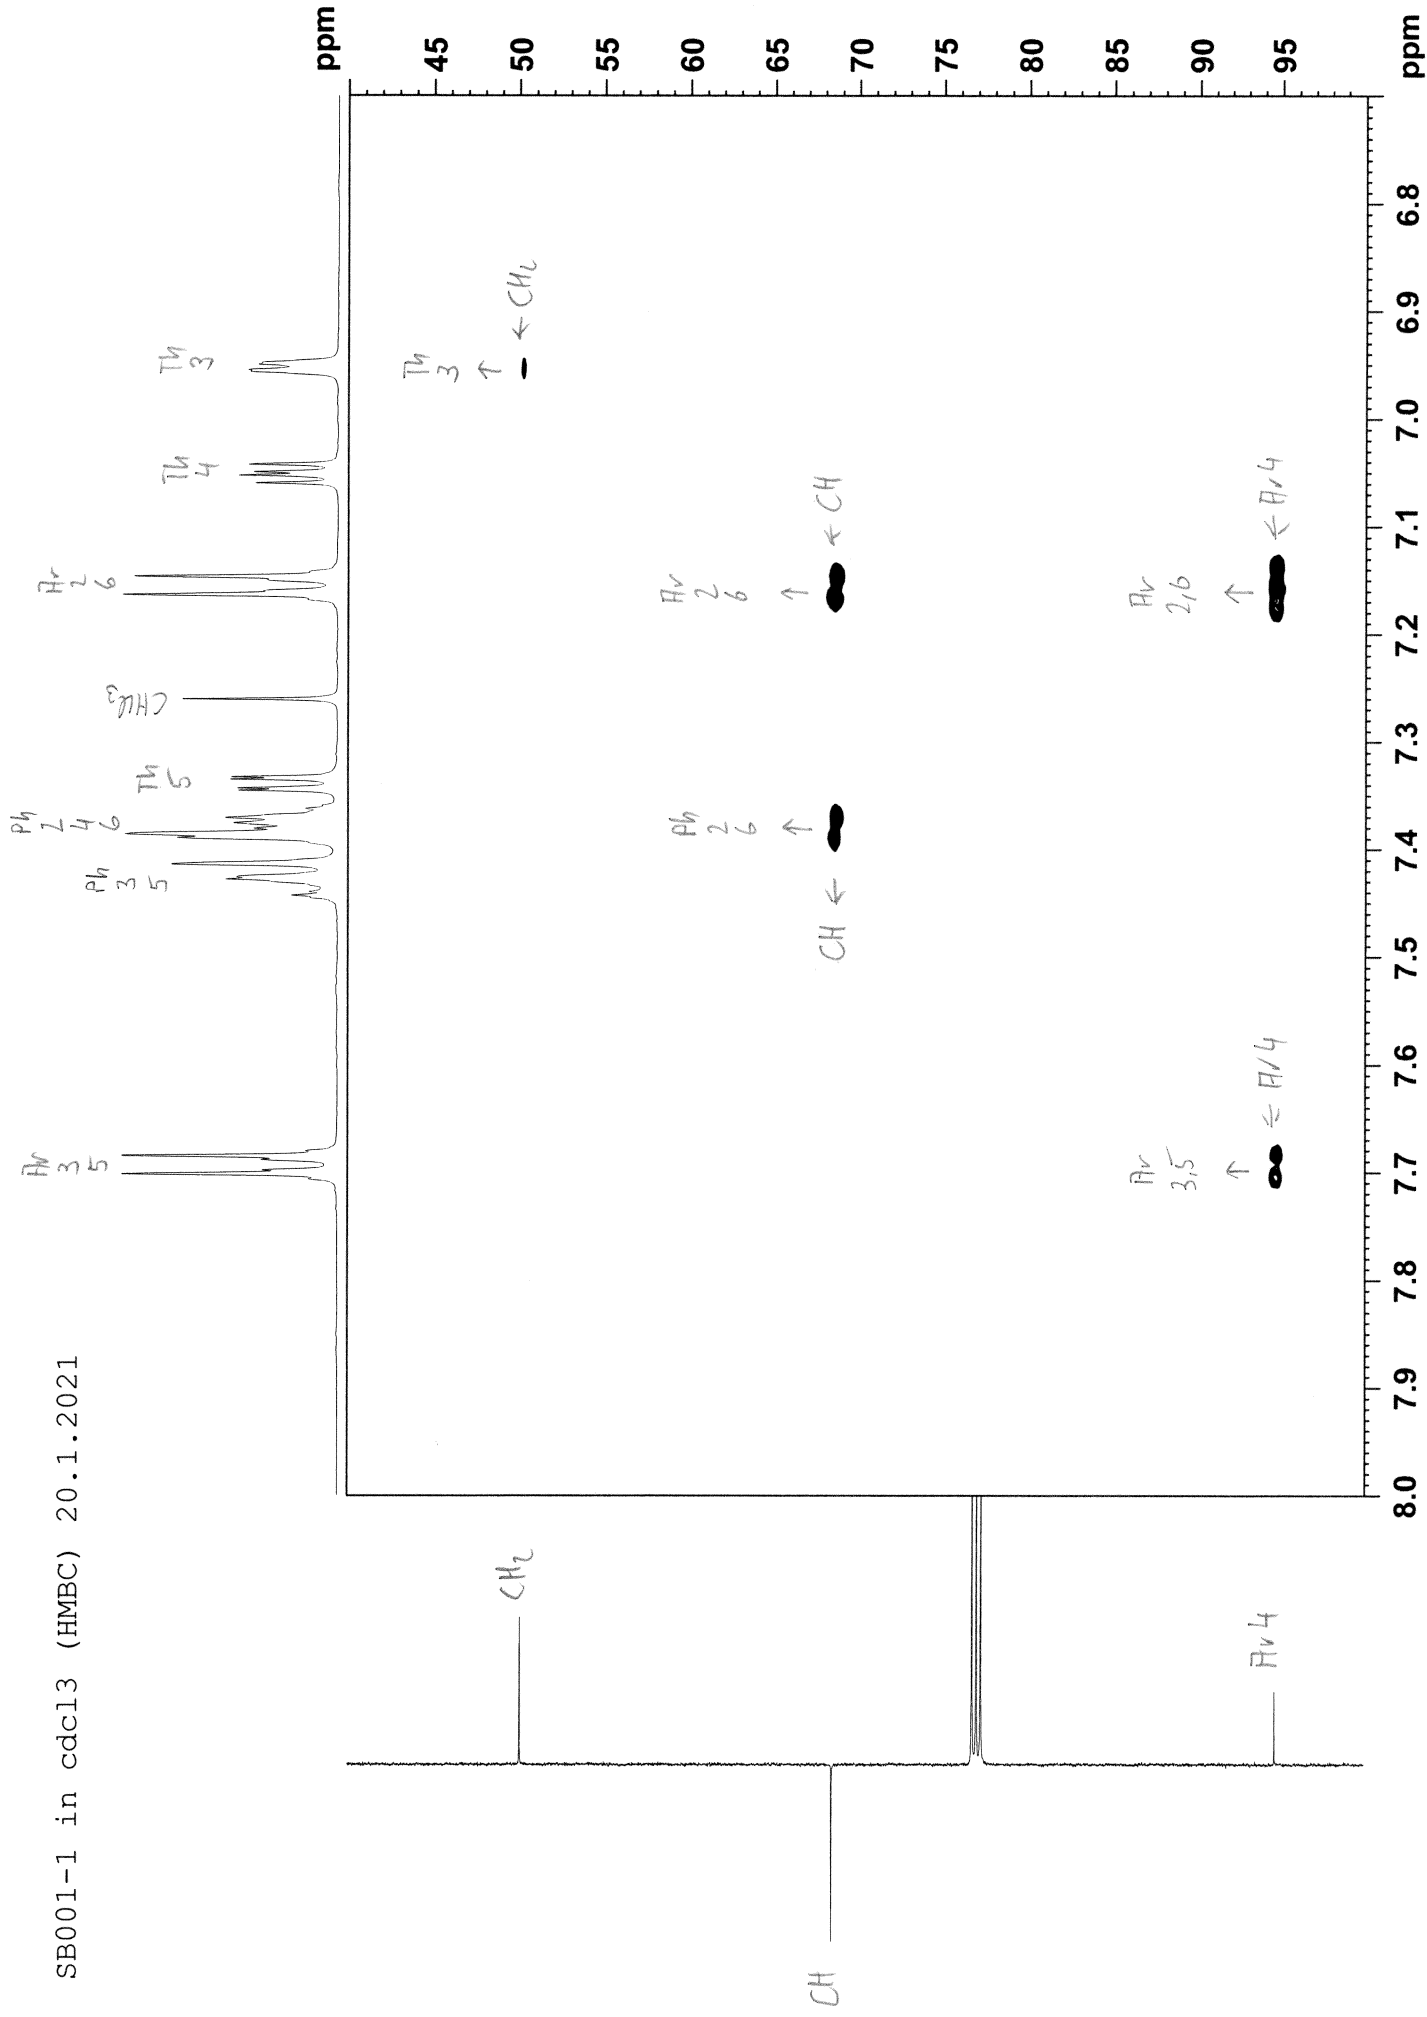 SB001-1 in cdcl3 (HMBC) 20.1.2021
Ar
3
5
Ph
3
5
Ph
2
4
6
Th
5
CHCl3
Ar
2
6
Th
4
Th
3
ppm
45
50
55
60
65
70
75
80
85
90
95
ppm
Th
3
↑
← CH2
Ar
2
6
↑
← CH
Ph
2
6
↑
CH ←
Ar
2,6
↑
← Ar4
Ar
3,5
↑
← Ar4
CH2
CH
Ar4
8.0 7.9 7.8 7.7 7.6 7.5 7.4 7.3 7.2 7.1 7.0 6.9 6.8